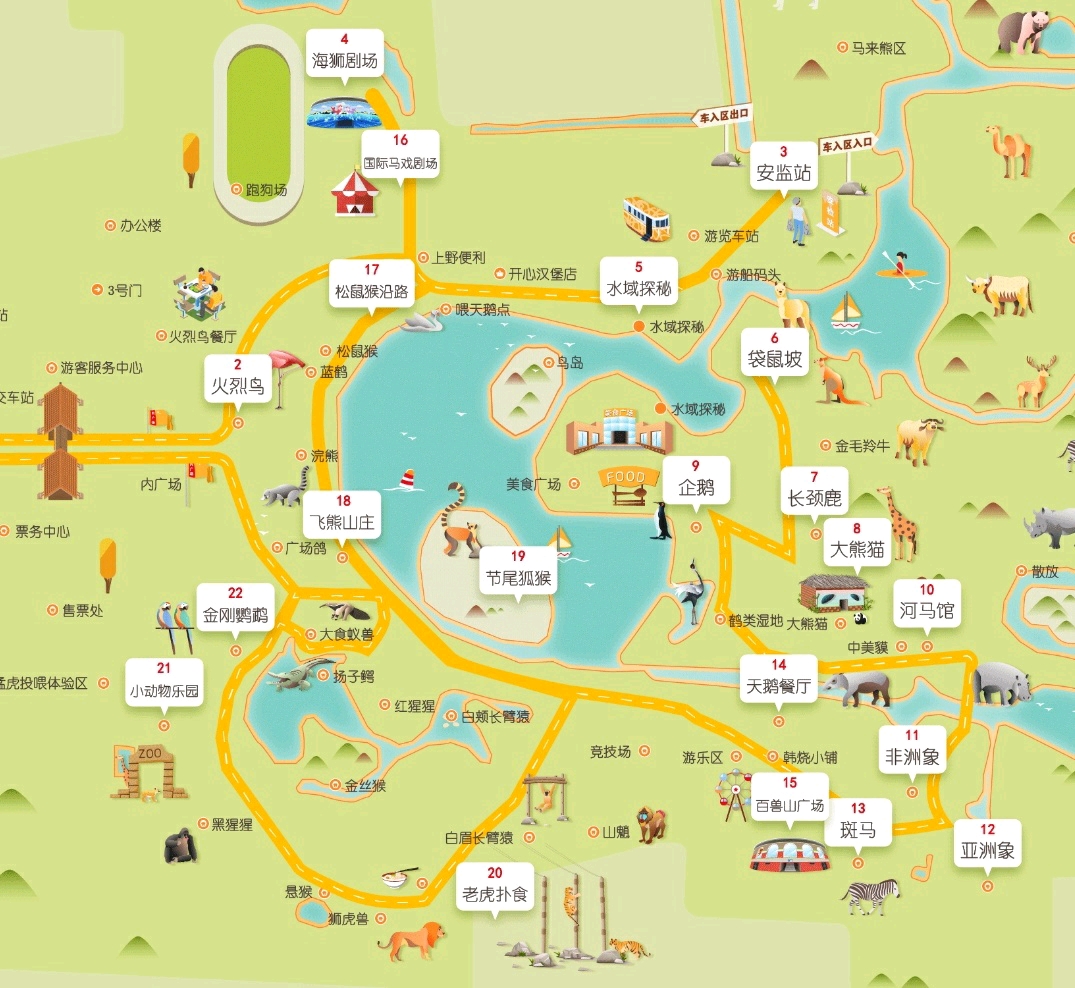 4
海狮剧场
马来熊区
车入区出口
16
国际马戏剧场
3
安监站
车入区入口
跑狗场
办公楼
游览车站
上野便利
17
松鼠猴沿路
开心汉堡店
5
水域探秘
游船码头
3号门
喂天鹅点
水域探秘
火烈鸟餐厅
松鼠猴
鸟岛
6
袋鼠坡
游客服务中心
2
火烈鸟
蓝鹤
交车站
水域探秘
浣熊
金毛羚牛
内广场
美食广场
FOOD
9
企鹅
7
长颈鹿
18
飞熊山庄
8
大熊猫
票务中心
广场鸽
19
节尾狐猴
散放
22
金刚鹦鹉
10
河马馆
售票处
大食蚁兽
鹤类湿地
大熊猫
中美貘
21
小动物乐园
猛虎投喂体验区
扬子鳄
14
天鹅餐厅
红猩猩
白颊长臂猿
11
非洲象
ZOO
竞技场
游乐区
韩烧小铺
金丝猴
15
百兽山广场
13
斑马
黑猩猩
白眉长臂猿
山魈
12
亚洲象
20
老虎扑食
悬猴
狮虎兽